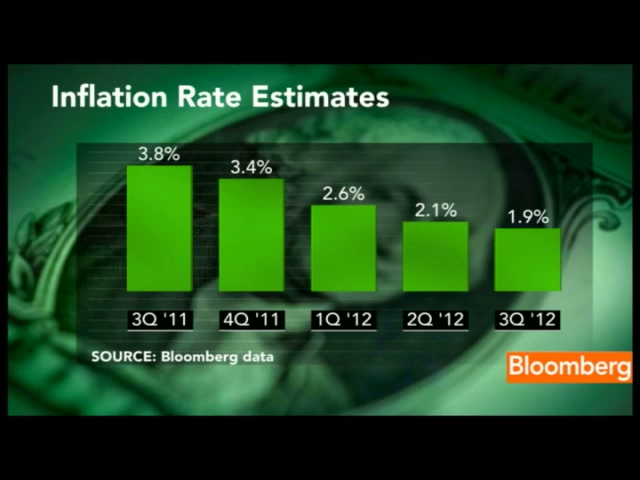 Inflation Rate Estimates
3.8%
3.4%
2.6%
2.1%
1.9%
3Q '11
4Q '11
1Q '12
2Q '12
3Q '12
SOURCE: Bloomberg data
Bloomberg